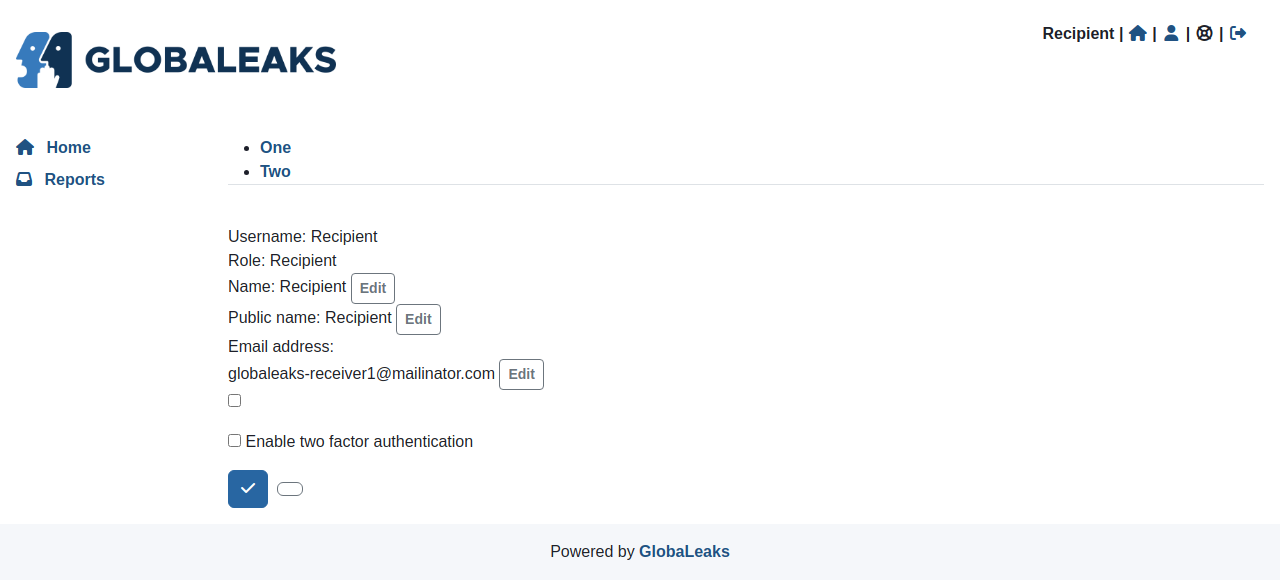 GLOBALEAKS
Recipient | | | |
Home
Reports
One
Two
Username: Recipient
Role: Recipient
Name: Recipient Edit
Public name: Recipient Edit
Email address:
globaleaks-receiver1@mailinator.com Edit
Enable two factor authentication
Powered by GlobaLeaks